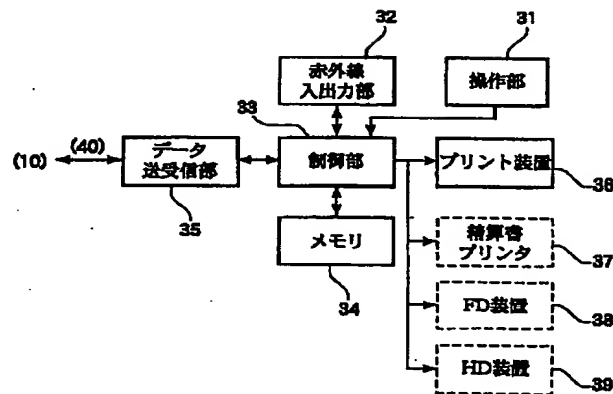 32
31
赤外線
入出力部
操作部
33
(10)
(40)
データ
送受信部
制御部
プリント装置
36
35
メモリ
34
精算書
プリンタ
37
FD装置
38
HD装置
39